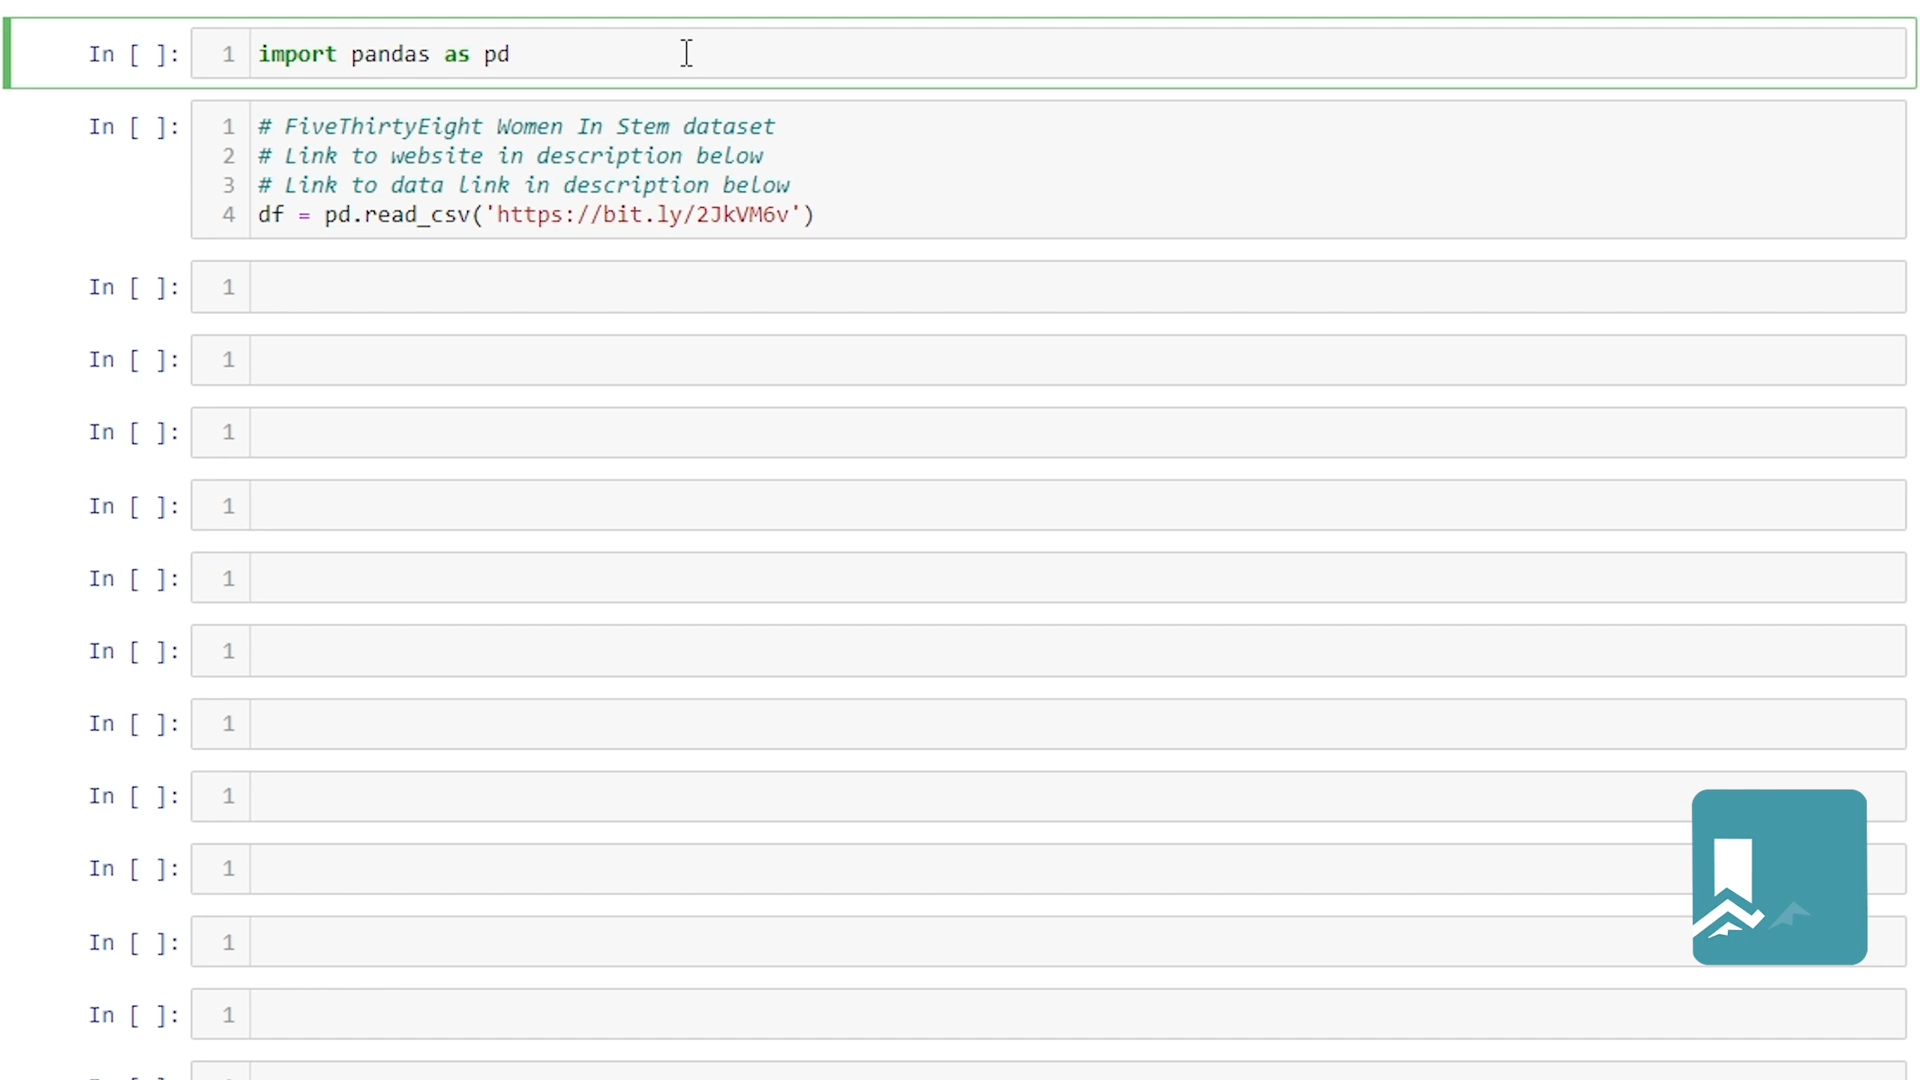 In [ ]: 1 import pandas as pd
In [ ]: 1 # FiveThirtyEight Women In Stem dataset
2 # Link to website in description below
3 # Link to data link in description below
4 df = pd.read_csv('https://bit.ly/2JkVM6v')
In [ ]: 1
In [ ]: 1
In [ ]: 1
In [ ]: 1
In [ ]: 1
In [ ]: 1
In [ ]: 1
In [ ]: 1
In [ ]: 1
In [ ]: 1
In [ ]: 1